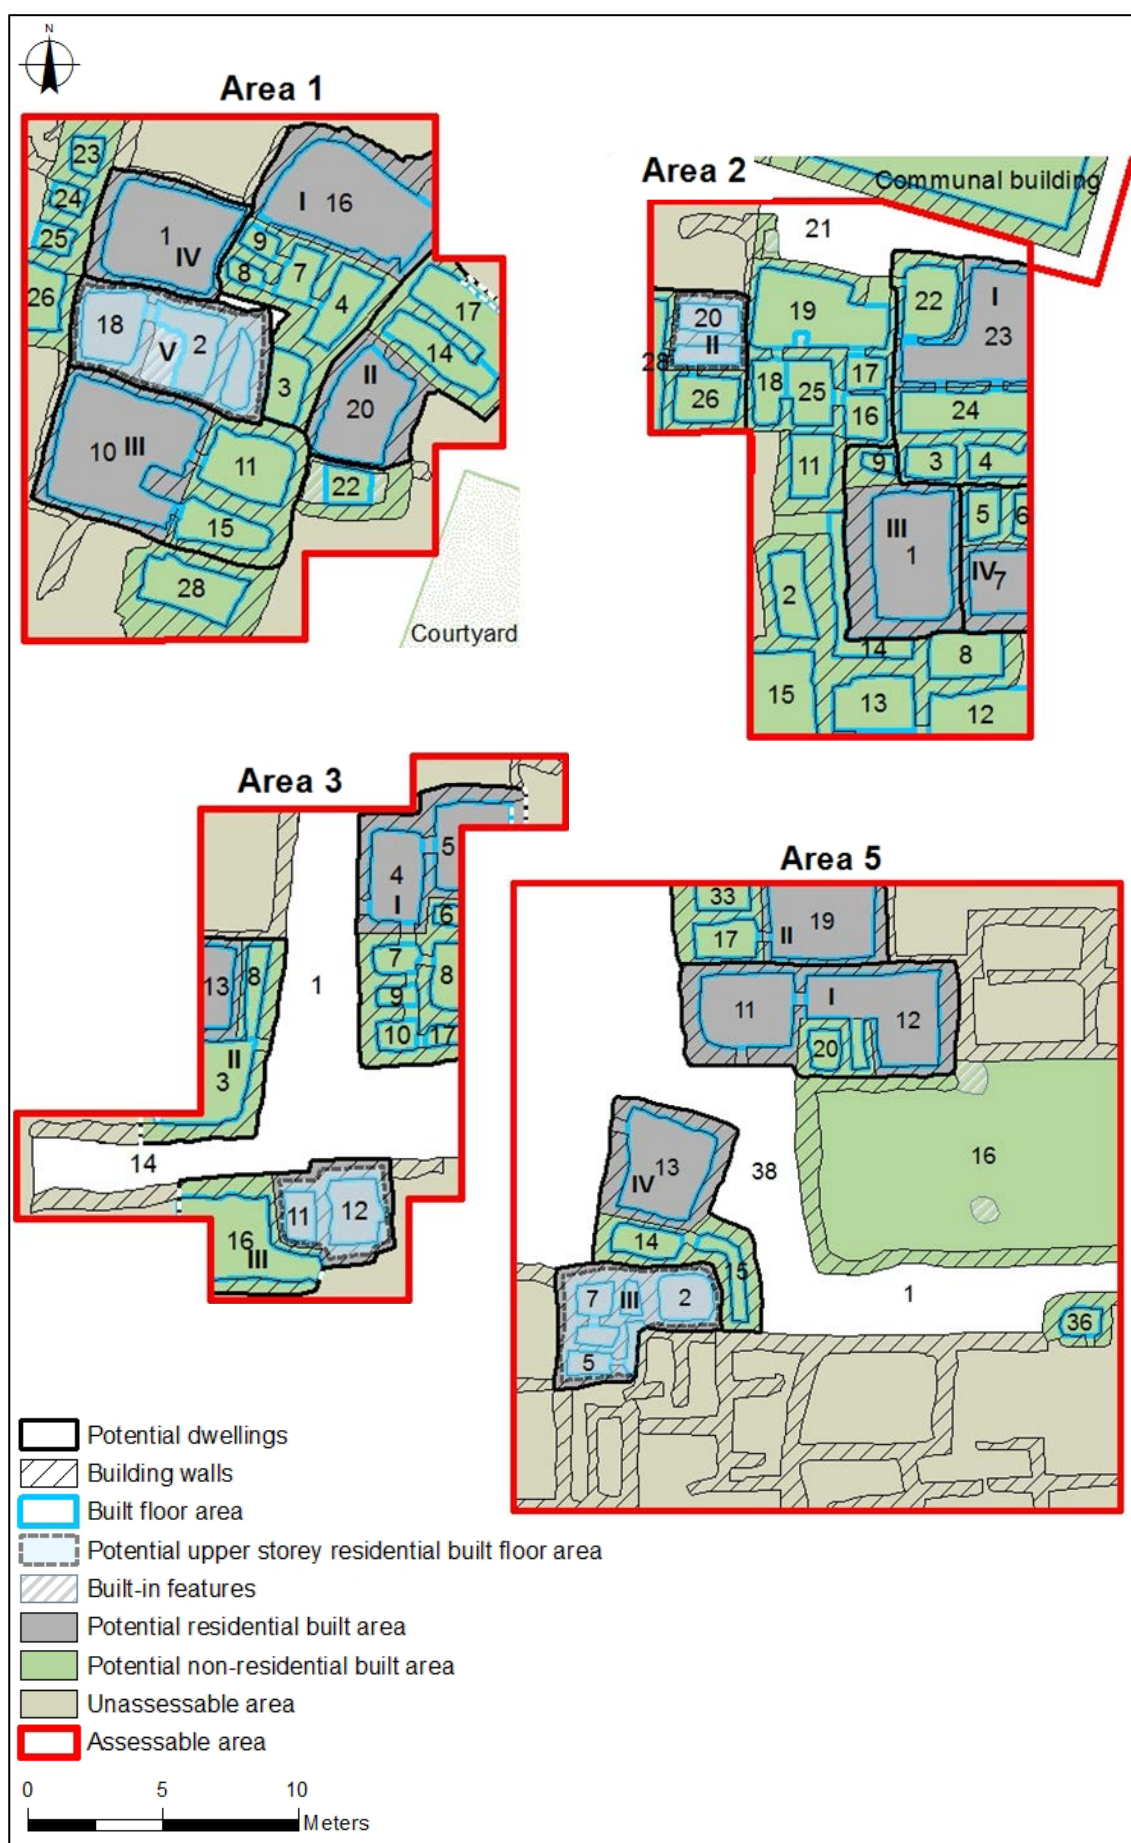 N
Area 1
23
24
25
26
1
IV
I 16
9
8
7
4
17
14
18
V
2
3
II
20
10 III
11
15
22
28
Courtyard
Area 2
Communal building
21
20
II
28
26
19
22
I
23
18
25
17
16
24
11
9
3
4
III
1
5
6
IV 7
2
14
8
15
13
12
Area 3
5
4
I
6
7
8
9
10
17
1
13
8
II
3
14
11
12
16
III
Area 5
33
17
II
19
11
I
12
20
16
13
IV
38
14
15
7
III
2
5
1
36
Potential dwellings
Building walls
Built floor area
Potential upper storey residential built floor area
Built-in features
Potential residential built area
Potential non-residential built area
Unassessable area
Assessable area
0 5 10
Meters